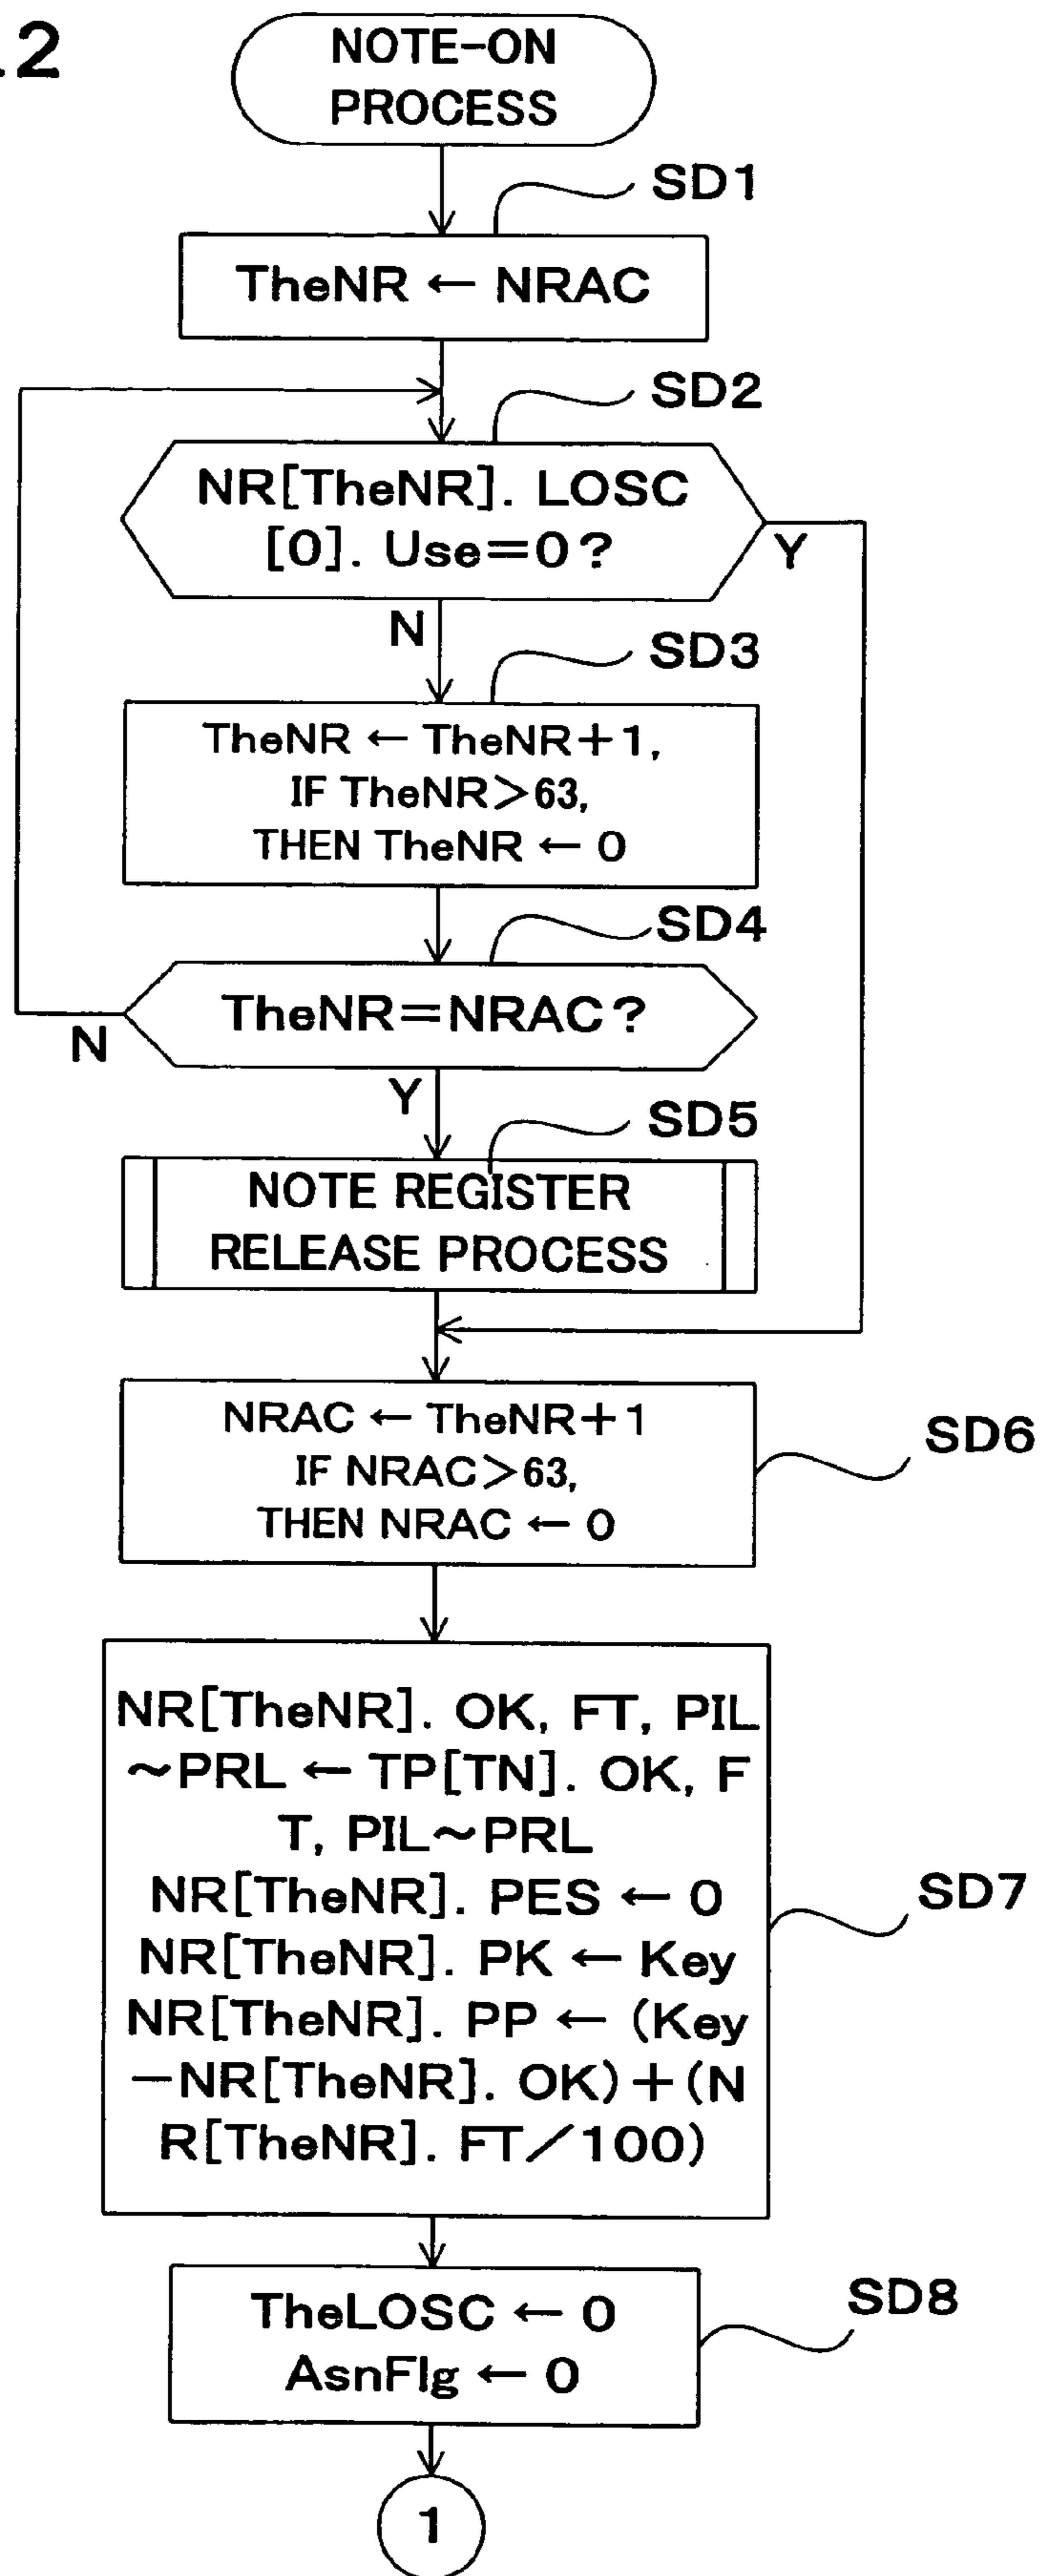 2
NOTE-ON
PROCESS
SD1
TheNR ← NRAC
SD2
NR[TheNR]. LOSC
[0]. Use=0?
Y
N
SD3
TheNR ← TheNR+1,
IF TheNR>63,
THEN TheNR ← 0
SD4
TheNR=NRAC?
N
Y
SD5
NOTE REGISTER
RELEASE PROCESS
NRAC ← TheNR+1
IF NRAC>63,
THEN NRAC ← 0
SD6
NR[TheNR]. OK, FT, PIL
~PRL ← TP[TN]. OK, F
T, PIL~PRL
NR[TheNR]. PES ← 0
NR[TheNR]. PK ← Key
NR[TheNR]. PP ← (Key
-NR[TheNR]. OK)+(N
R[TheNR]. FT/100)
SD7
TheLOSC ← 0
AsnFlg ← 0
SD8
1